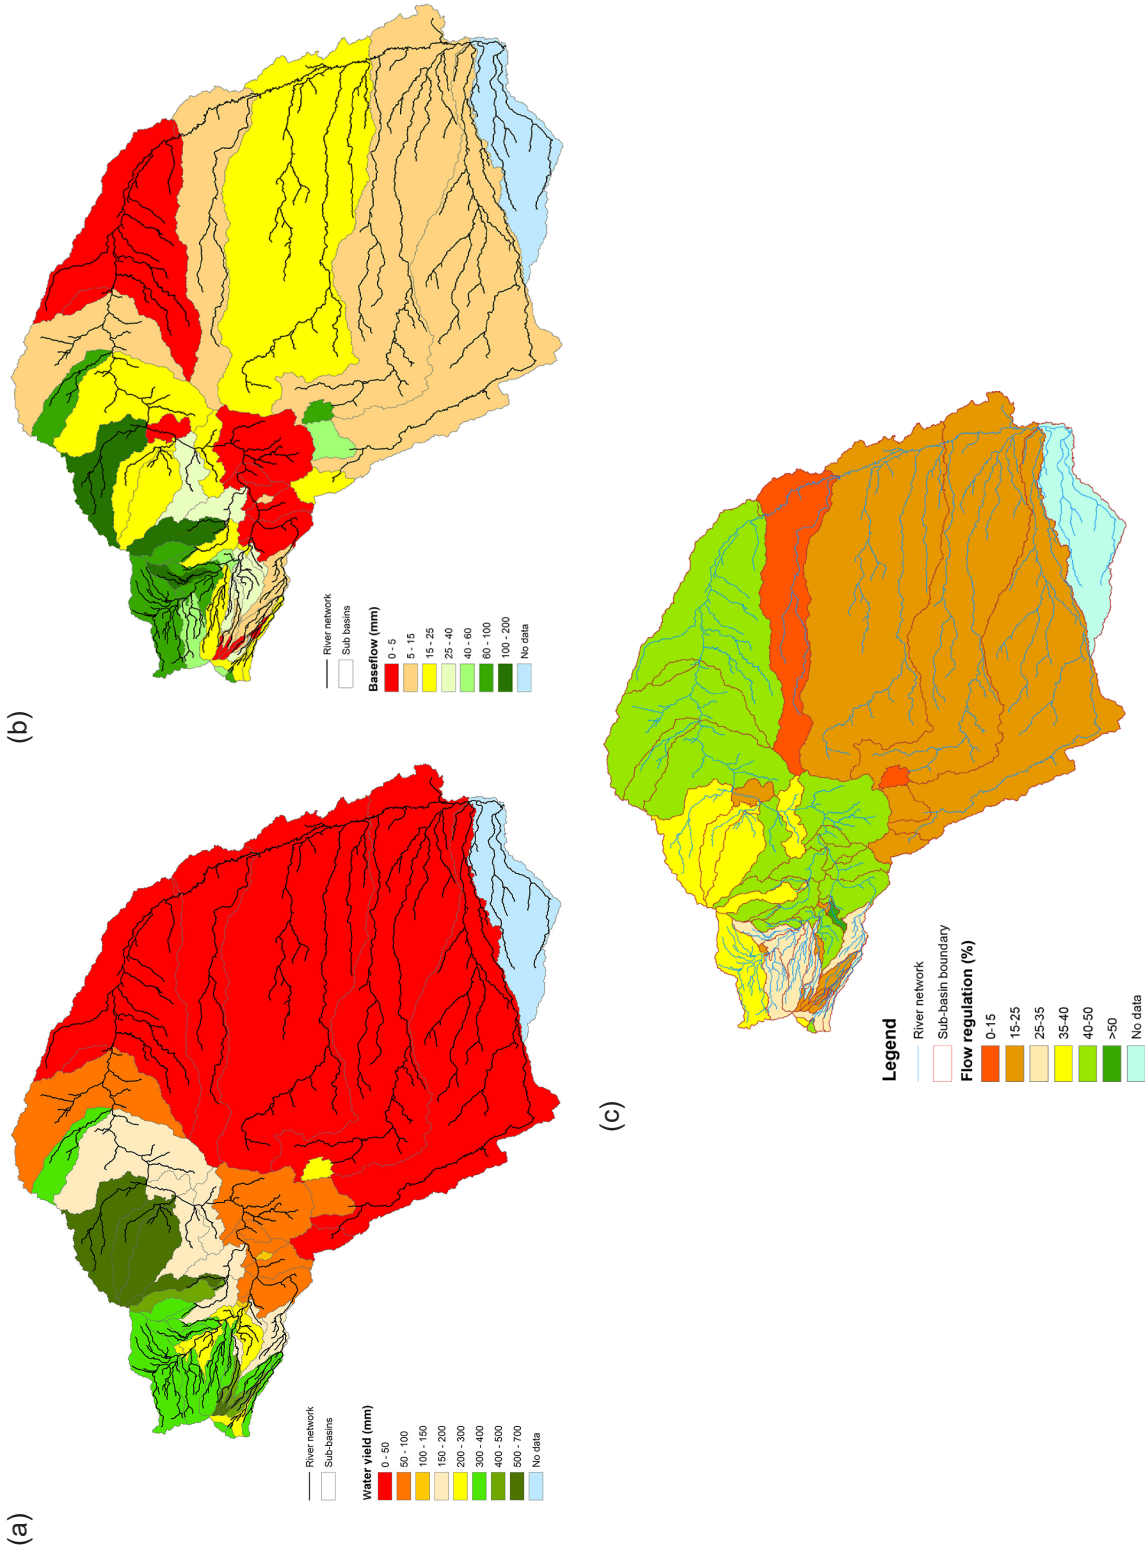 (a)
River network
Sub-basins
Water yield (mm)
0 - 50
50 - 100
100 - 150
150 - 200
200 - 300
300 - 400
400 - 500
500 - 700
No data
(b)
River network
Sub basins
Baseflow (mm)
0 - 5
5 - 15
15 - 25
25 - 40
40 - 60
60 - 100
100 - 200
No data
(c)
Legend
River network
Sub-basin boundary
Flow regulation (%)
0-15
15-25
25-35
35-40
40-50
>50
No data